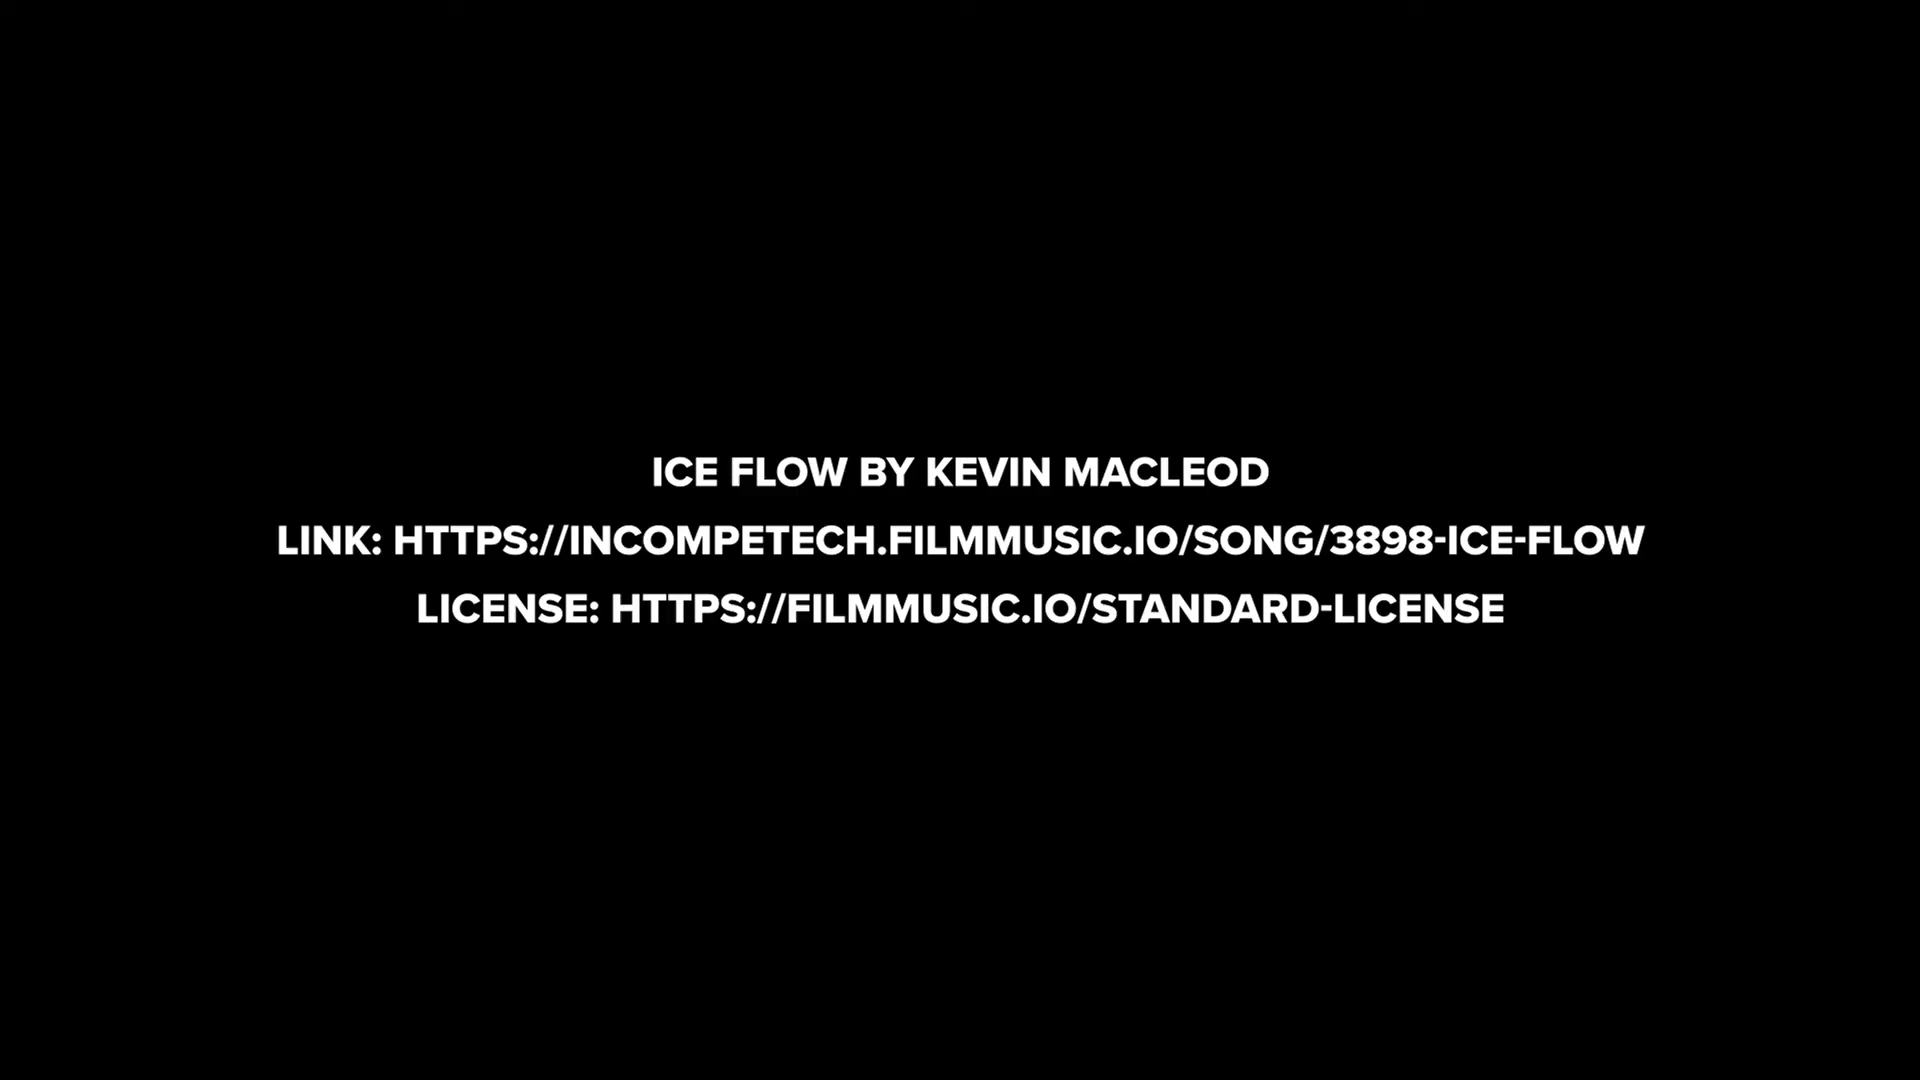 ICE FLOW BY KEVIN MACLEOD
LINK: HTTPS://INCOMPETECH.FILMMUSIC.IO/SONG/3898-ICE-FLOW
LICENSE: HTTPS://FILMMUSIC.IO/STANDARD-LICENSE